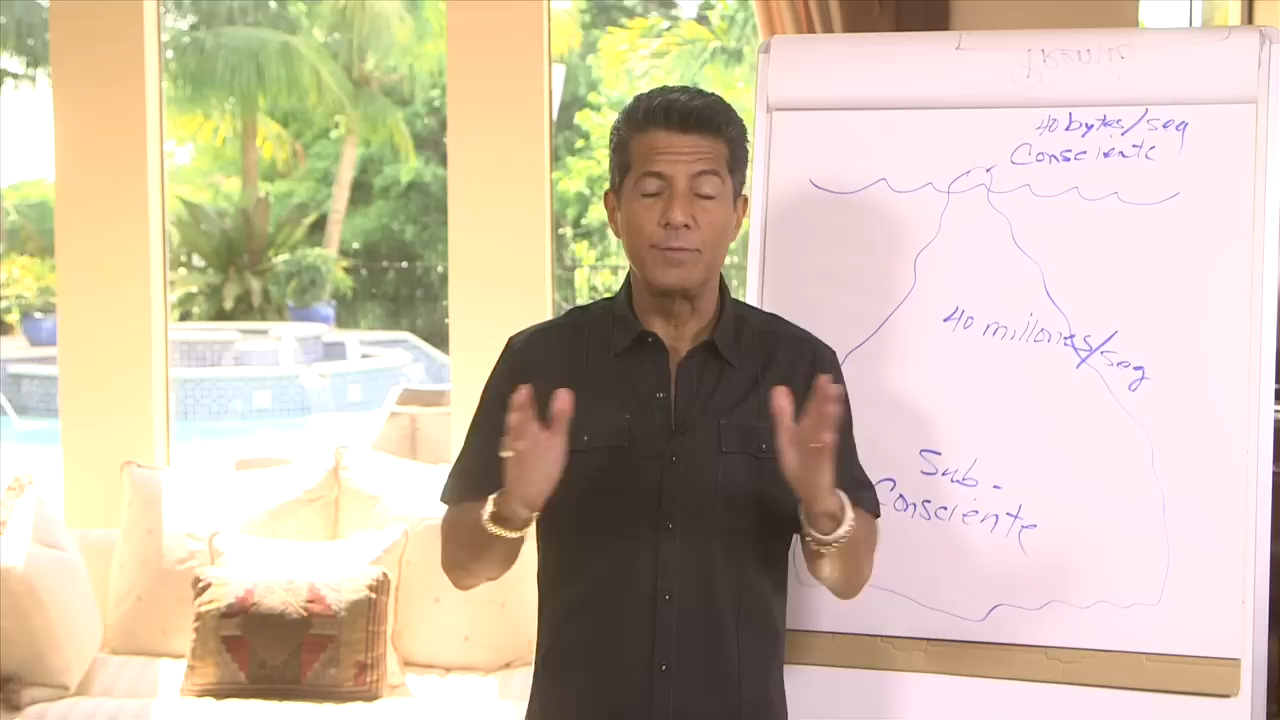 40 bytes/seg
Consciente
40 millones/seg
Sub-
Consciente